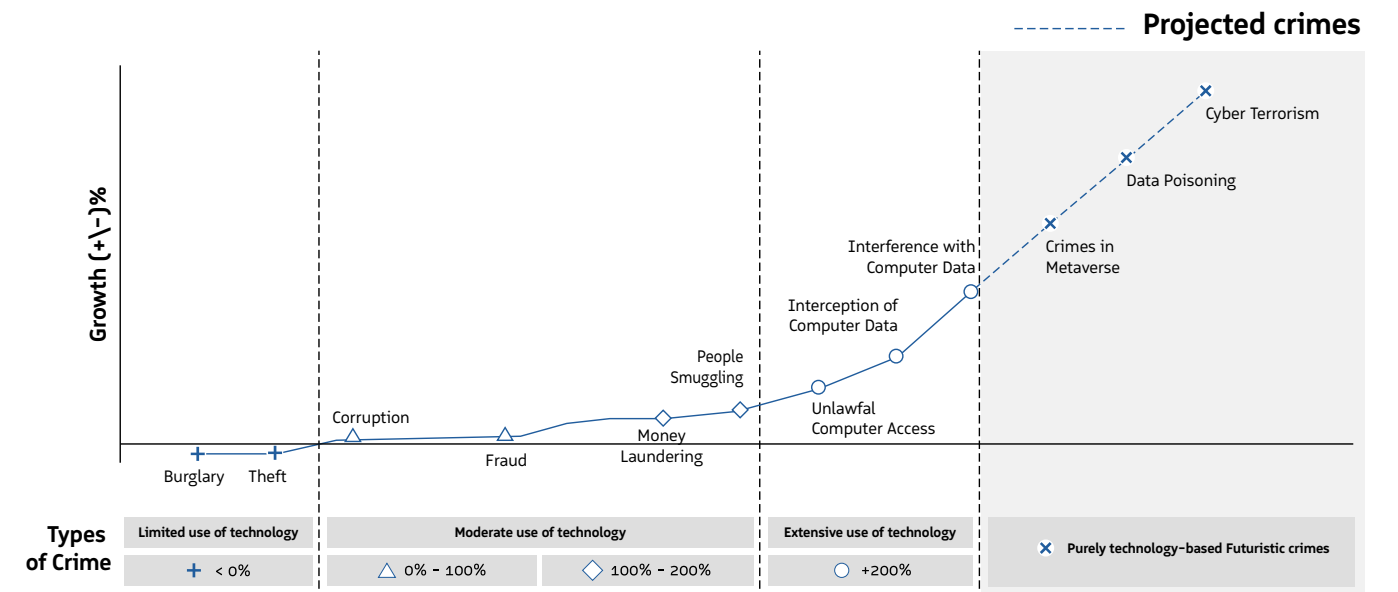 Projected crimes
Growth (+\-)%
Cyber Terrorism
Data Poisoning
Crimes in
Metaverse
Interference with
Computer Data
Interception of
Computer Data
Unlawfal
Computer Access
People
Smuggling
Money
Laundering
Corruption
Fraud
Burglary
Theft
Types
of Crime
Limited use of technology
Moderate use of technology
Extensive use of technology
< 0%
0% - 100%
100% - 200%
+200%
Purely technology-based Futuristic crimes